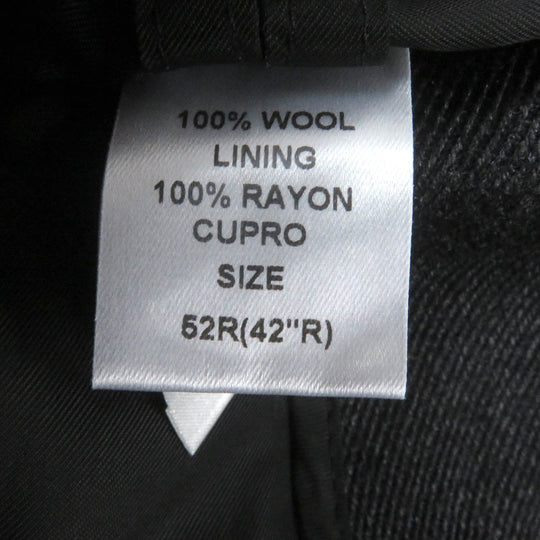 100% WOOL
LINING
100% RAYON
CUPRO
SIZE
52R(42"R)